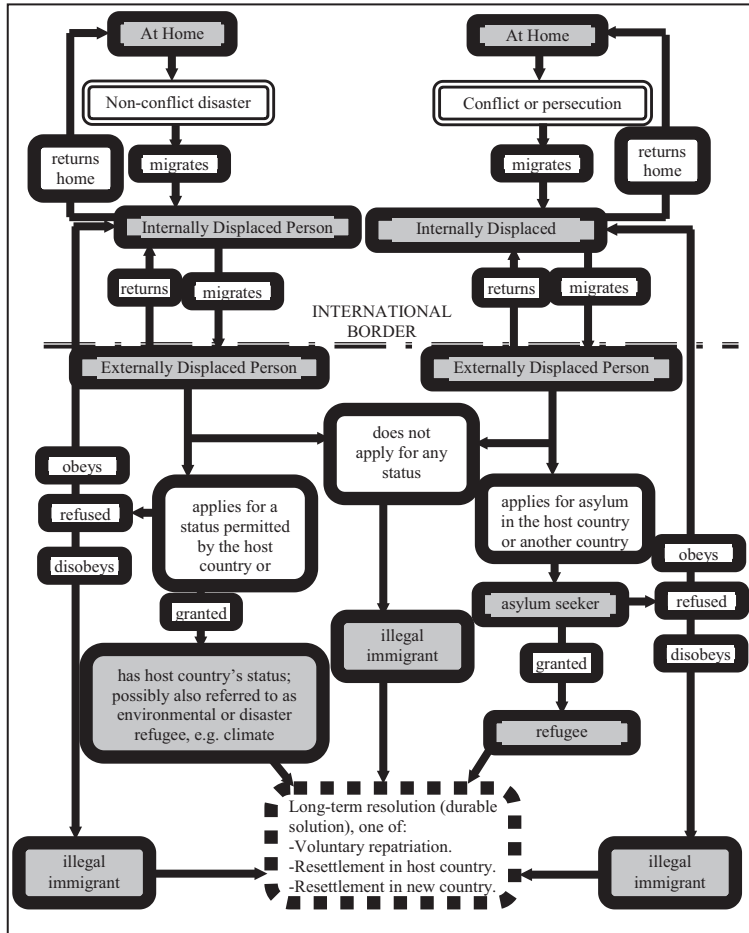 At Home
At Home
Non-conflict disaster
Conflict or persecution
returns
home
migrates
migrates
returns
home
Internally Displaced Person
Internally Displaced
returns
migrates
returns
migrates
INTERNATIONAL
BORDER
Externally Displaced Person
Externally Displaced Person
does not
apply for any
status
obeys
refused
disobeys
applies for a
status permitted
by the host
country or
applies for asylum
in the host country
or another country
obeys
refused
disobeys
granted
asylum seeker
illegal
immigrant
granted
has host country's status;
possibly also referred to as
environmental or disaster
refugee, e.g. climate
refugee
Long-term resolution (durable
solution), one of:
-Voluntary repatriation.
-Resettlement in host country.
-Resettlement in new country.
illegal
immigrant
illegal
immigrant